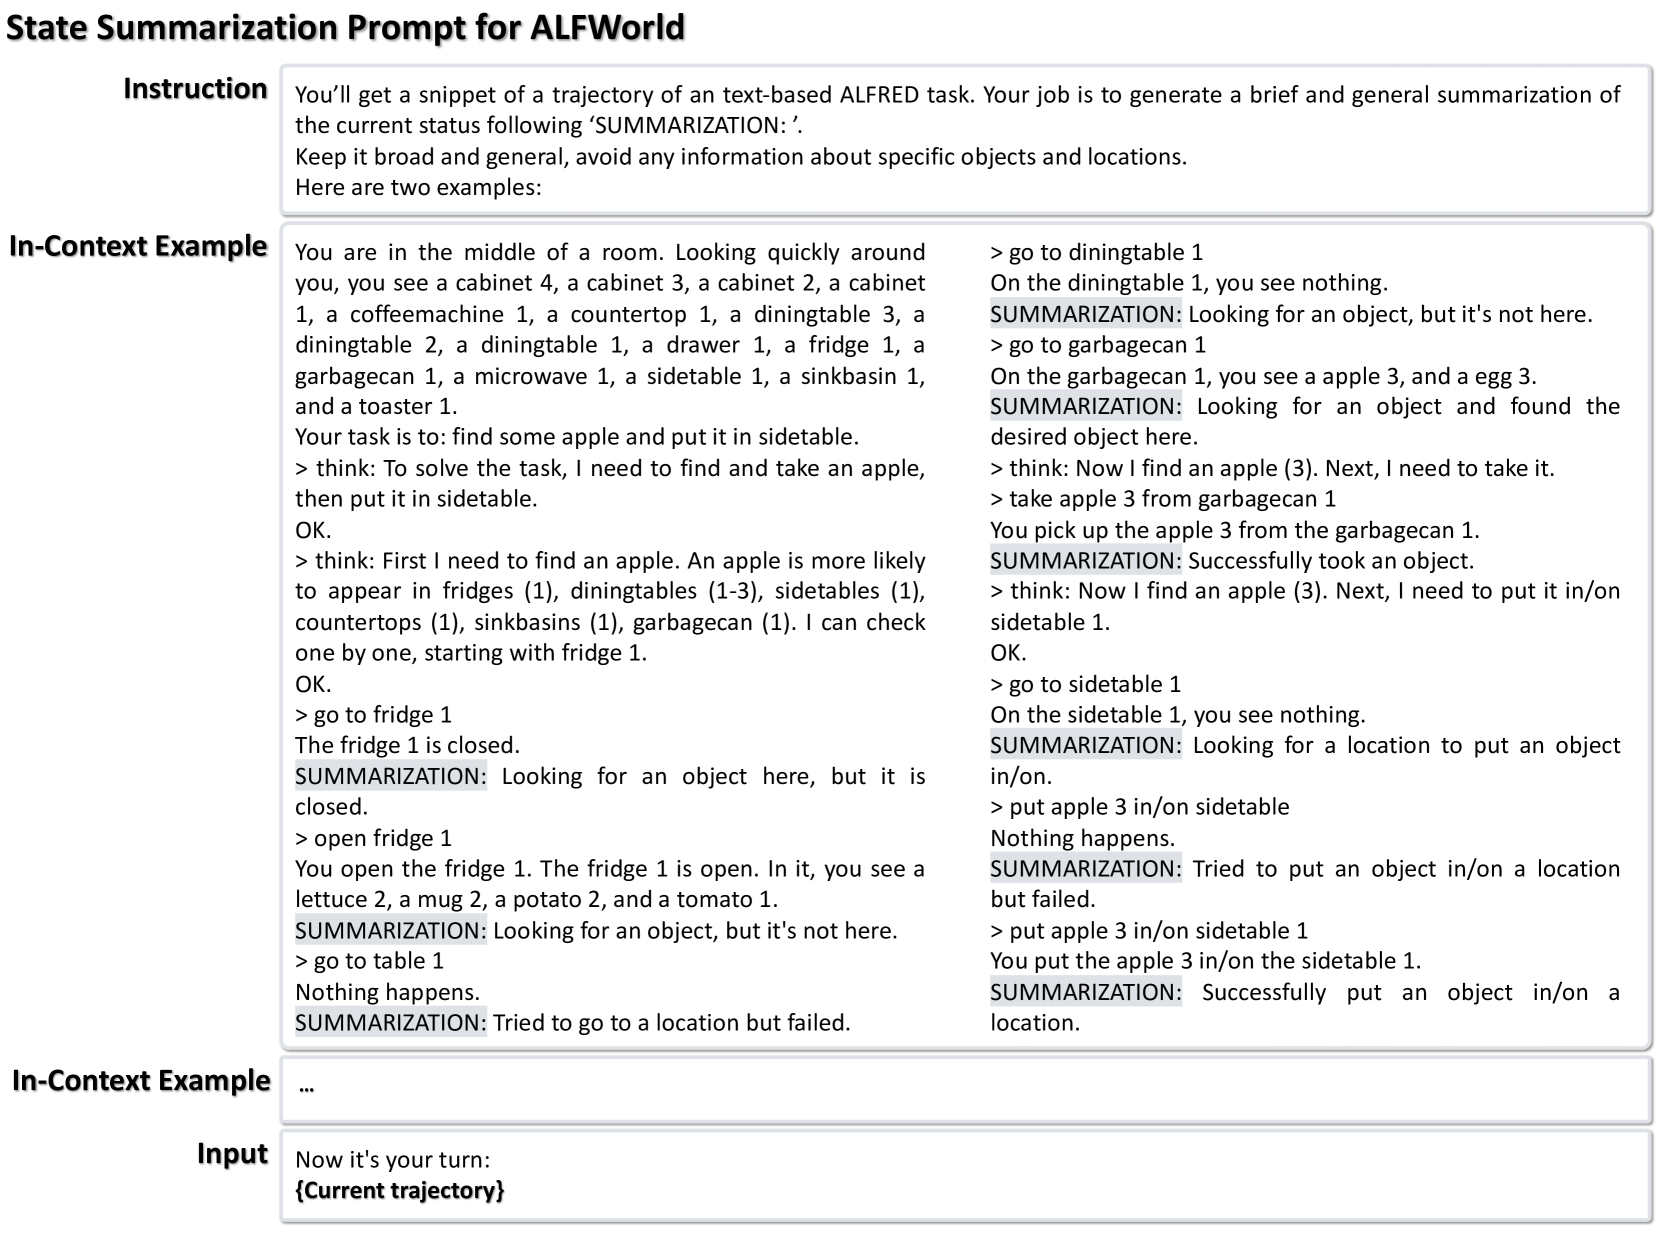 State Summarization Prompt for ALFWorld
Instruction
You’ll get a snippet of a trajectory of an text-based ALFRED task. Your job is to generate a brief and general summarization of
the current status following ‘SUMMARIZATION: ’.
Keep it broad and general, avoid any information about specific objects and locations.
Here are two examples:
In-Context Example
You are in the middle of a room. Looking quickly around
you, you see a cabinet 4, a cabinet 3, a cabinet 2, a cabinet
1, a coffeemachine 1, a countertop 1, a diningtable 3, a
diningtable 2, a diningtable 1, a drawer 1, a fridge 1, a
garbagecan 1, a microwave 1, a sidetable 1, a sinkbasin 1,
and a toaster 1.
Your task is to: find some apple and put it in sidetable.
> think: To solve the task, I need to find and take an apple,
then put it in sidetable.
OK.
> think: First I need to find an apple. An apple is more likely
to appear in fridges (1), diningtables (1-3), sidetables (1),
countertops (1), sinkbasins (1), garbagecan (1). I can check
one by one, starting with fridge 1.
OK.
> go to fridge 1
The fridge 1 is closed.
SUMMARIZATION: Looking for an object here, but it is
closed.
> open fridge 1
You open the fridge 1. The fridge 1 is open. In it, you see a
lettuce 2, a mug 2, a potato 2, and a tomato 1.
SUMMARIZATION: Looking for an object, but it's not here.
> go to table 1
Nothing happens.
SUMMARIZATION: Tried to go to a location but failed.
> go to diningtable 1
On the diningtable 1, you see nothing.
SUMMARIZATION: Looking for an object, but it's not here.
> go to garbagecan 1
On the garbagecan 1, you see a apple 3, and a egg 3.
SUMMARIZATION: Looking for an object and found the
desired object here.
> think: Now I find an apple (3). Next, I need to take it.
> take apple 3 from garbagecan 1
You pick up the apple 3 from the garbagecan 1.
SUMMARIZATION: Successfully took an object.
> think: Now I find an apple (3). Next, I need to put it in/on
sidetable 1.
OK.
> go to sidetable 1
On the sidetable 1, you see nothing.
SUMMARIZATION: Looking for a location to put an object
in/on.
> put apple 3 in/on sidetable
Nothing happens.
SUMMARIZATION: Tried to put an object in/on a location
but failed.
> put apple 3 in/on sidetable 1
You put the apple 3 in/on the sidetable 1.
SUMMARIZATION: Successfully put an object in/on a
location.
In-Context Example
...
Input
Now it's your turn:
{Current trajectory}